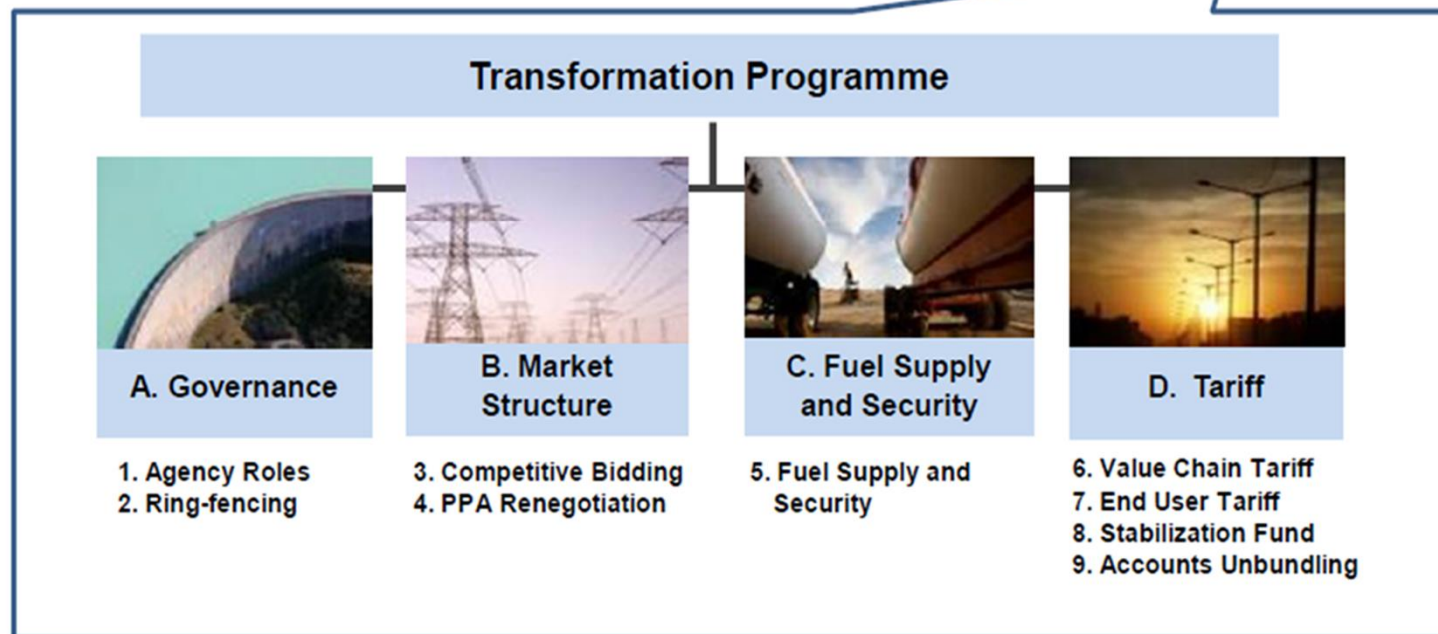 Transformation Programme
A. Governance
1. Agency Roles
2. Ring-fencing
B. Market
Structure
3. Competitive Bidding
4. PPA Renegotiation
C. Fuel Supply
and Security
5. Fuel Supply and
Security
D. Tariff
6. Value Chain Tariff
7. End User Tariff
8. Stabilization Fund
9. Accounts Unbundling